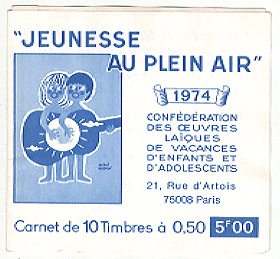 "JEUNESSE
AU PLEIN AIR"
1974
CONFÉDÉRATION
DES ŒUVRES
LAÏQUES
DE VACANCES
D'ENFANTS ET
D'ADOLESCENTS
21, Rue d'Artois
75008 Paris
Carnet de 10 Timbres à 0,50 5F00